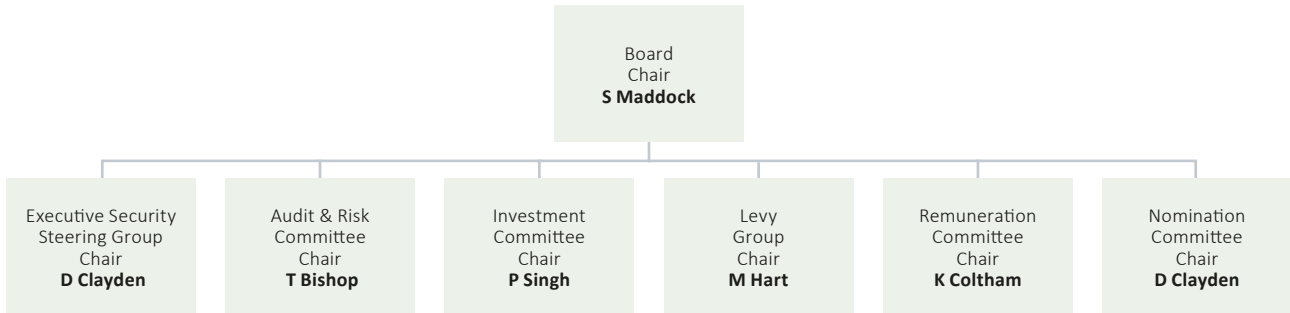 Board
Chair
S Maddock
Executive Security
Steering Group
Chair
D Clayden
Audit & Risk
Committee
Chair
T Bishop
Investment
Committee
Chair
P Singh
Levy
Group
Chair
M Hart
Remuneration
Committee
Chair
K Coltham
Nomination
Committee
Chair
D Clayden